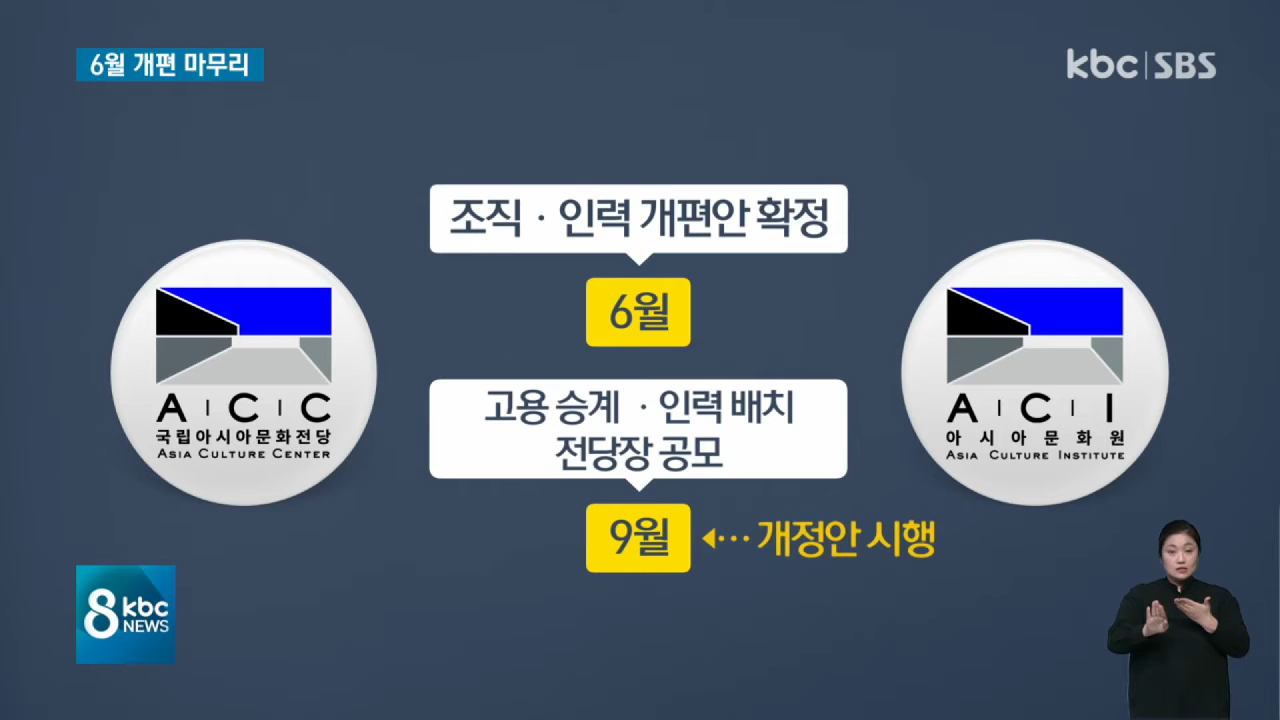 6월 개편 마무리
kbc SBS
조직 · 인력 개편안 확정
6월
고용 승계 · 인력 배치
전당장 공모
9월
개정안 시행
A C C
국립아시아문화전당
ASIA CULTURE CENTER
A C I
아시아문화원
ASIA CULTURE INSTITUTE
8 kbc
NEWS